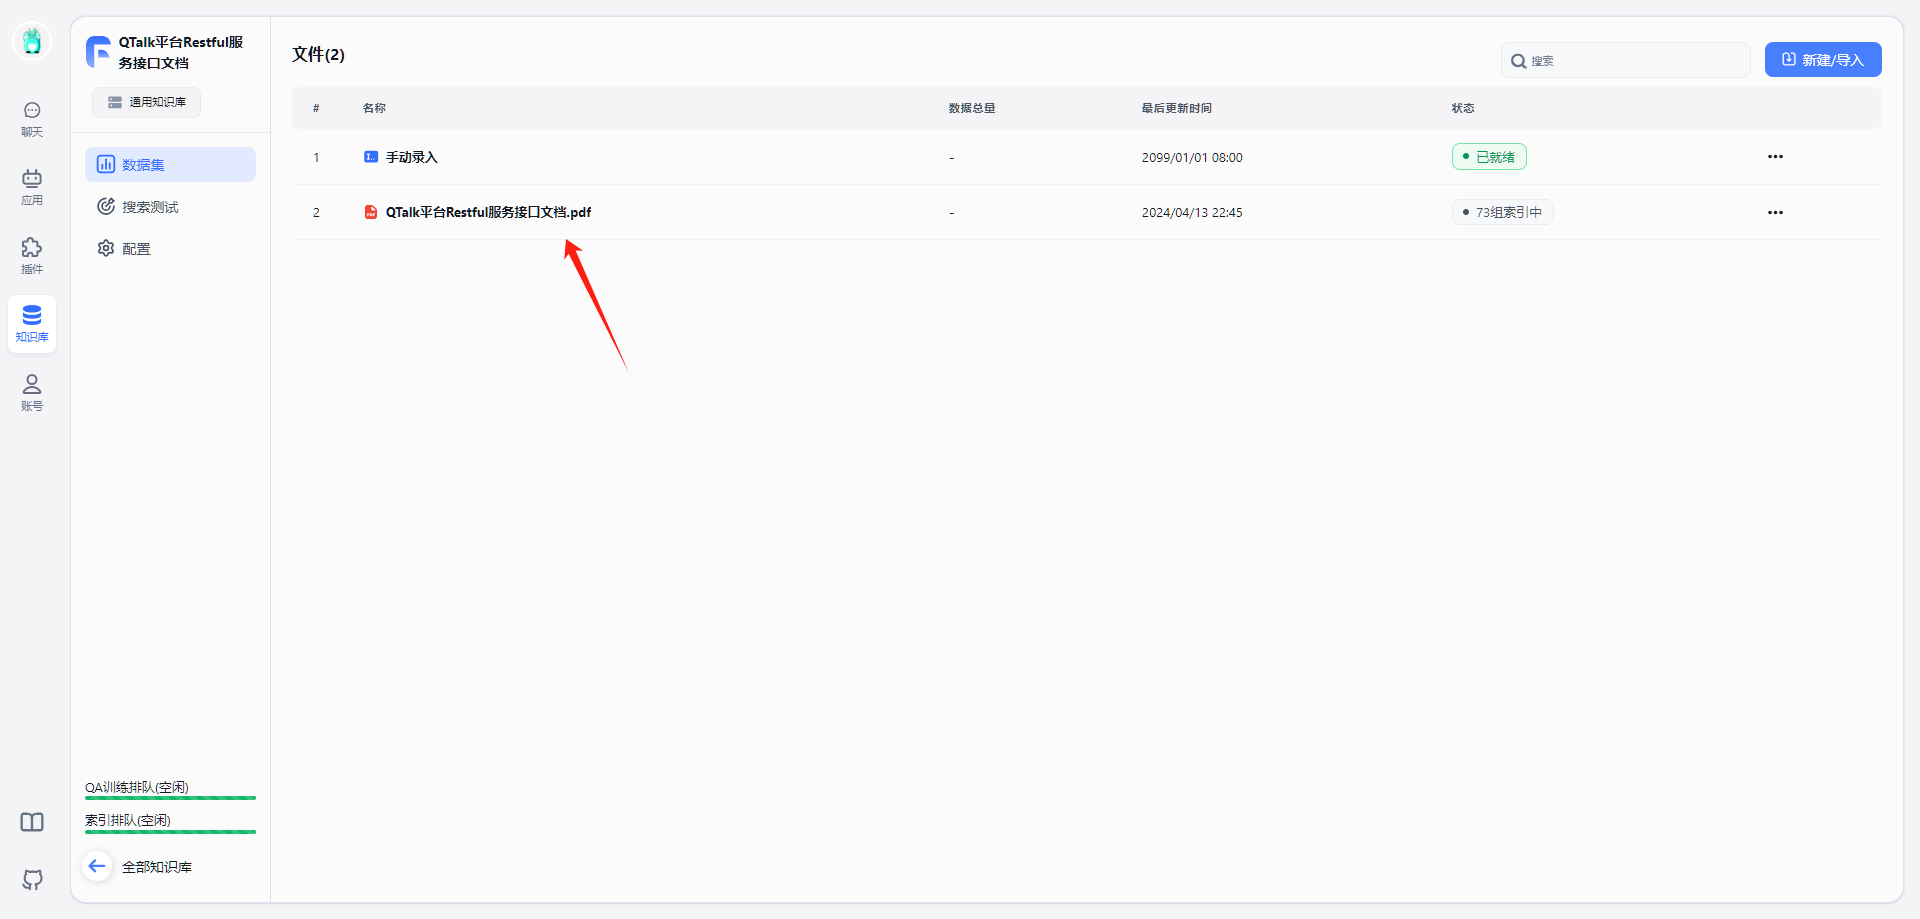 聊天
应用
插件
知识库
账号
QTalk平台Restful服
务接口文档
通用知识库
数据集
搜索测试
配置
QA训练排队(空闲)
索引排队(空闲)
全部知识库
文件(2)
搜索
新建/导入
# 名称 数据总量 最后更新时间 状态
1 手动录入 - 2099/01/01 08:00 已就绪
2 QTalk平台Restful服务接口文档.pdf - 2024/04/13 22:45 73组索引中